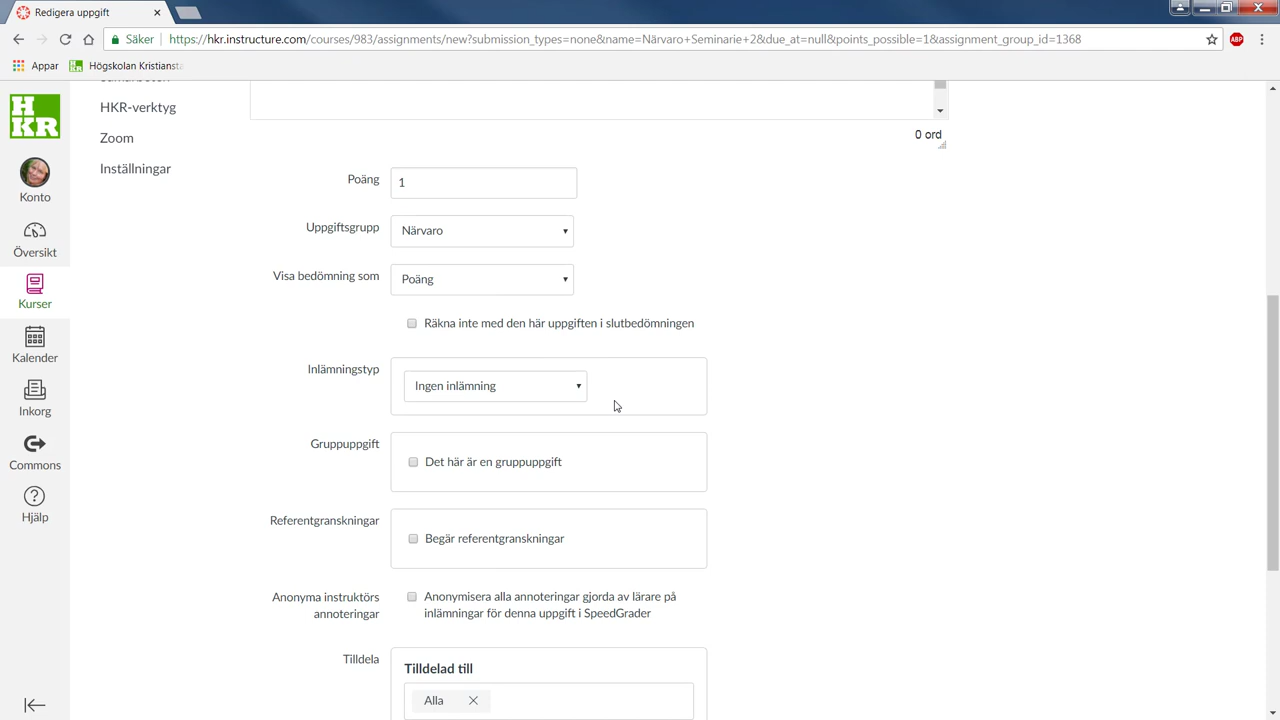 Redigera uppgift
Säker
https://hkr.instructure.com/courses/983/assignments/new?submission_types=none&name=Närvaro+Seminarie+2&due_at=null&points_possible=1&assignment_group_id=1368
ABP
Appar
Högskolan Kristiansta
HKR
Konto
Översikt
Kurser
Kalender
Inkorg
Commons
Hjälp
HKR-verktyg
Zoom
Inställningar
0 ord
Poäng
1
Uppgiftsgrupp
Närvaro
Visa bedömning som
Poäng
Räkna inte med den här uppgiften i slutbedömningen
Inlämningstyp
Ingen inlämning
Gruppuppgift
Det här är en gruppuppgift
Referentgranskningar
Begär referentgranskningar
Anonyma instruktörs
annoteringar
Anonymisera alla annoteringar gjorda av lärare på
inlämningar för denna uppgift i SpeedGrader
Tilldela
Tilldelad till
Alla